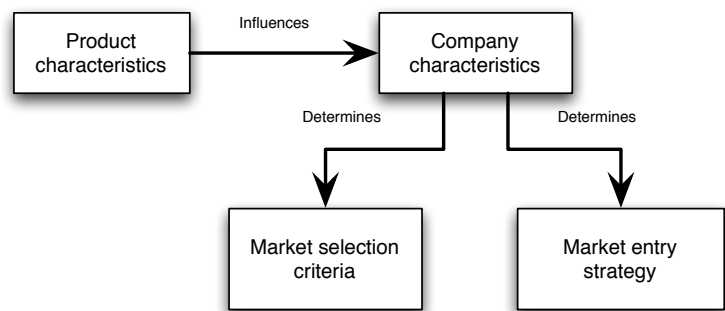 Influences
Product
characteristics
Company
characteristics
Determines
Determines
Market selection
criteria
Market entry
strategy